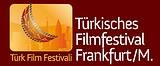 Türkisches
Filmfestival
Frankfurt/M.
Türk Film Festivali